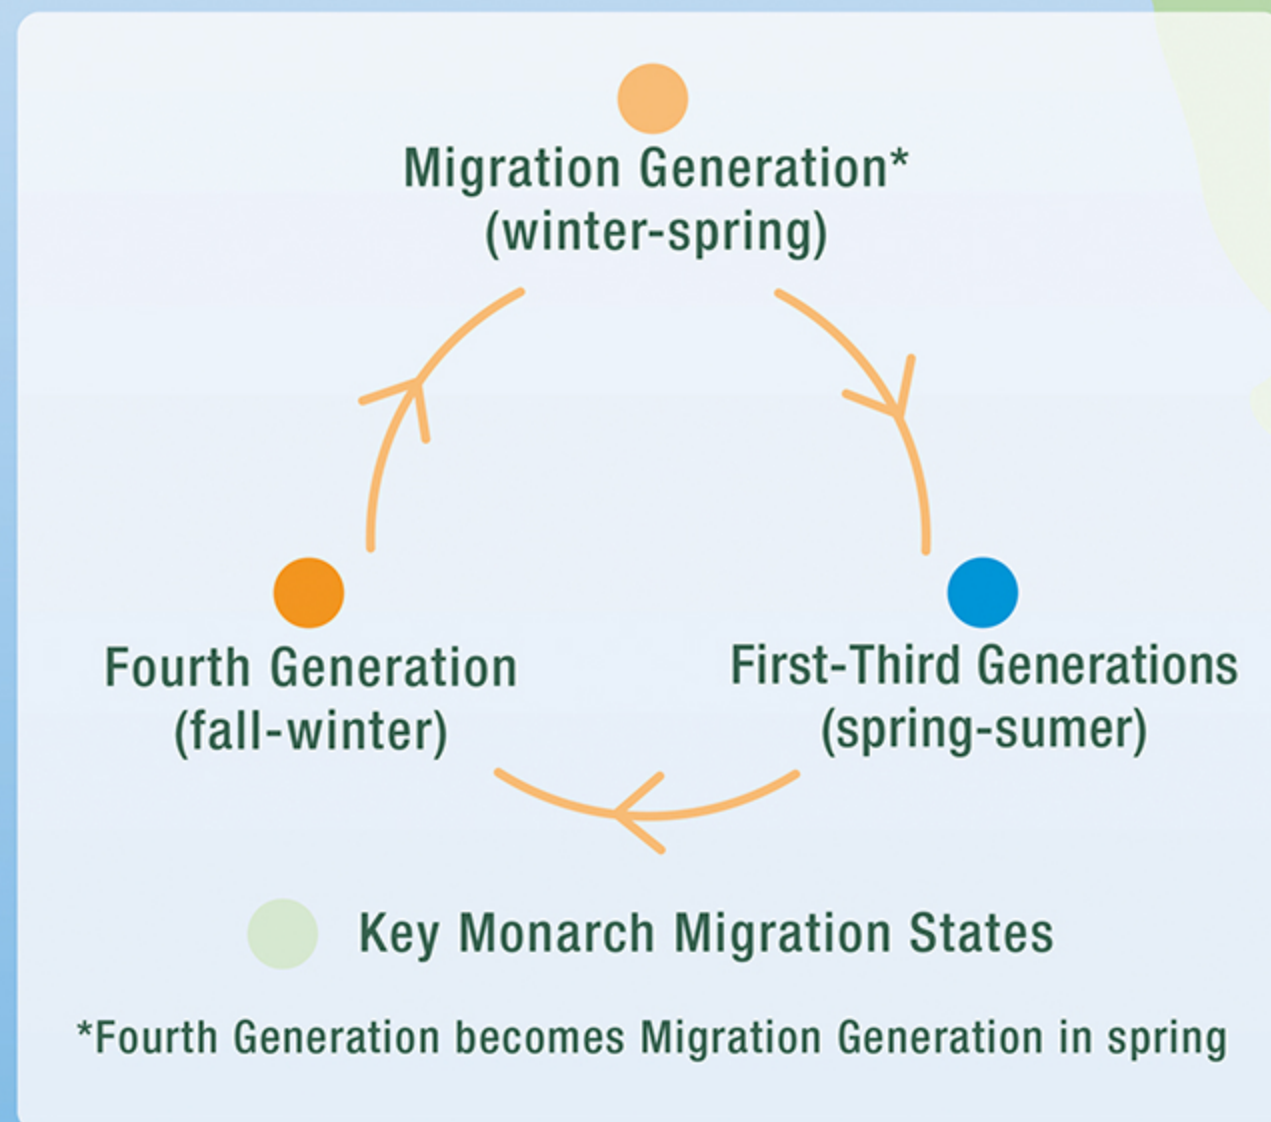 Migration Generation*
(winter-spring)
Fourth Generation
(fall-winter)
First-Third Generations
(spring-sumer)
Key Monarch Migration States
*Fourth Generation becomes Migration Generation in spring